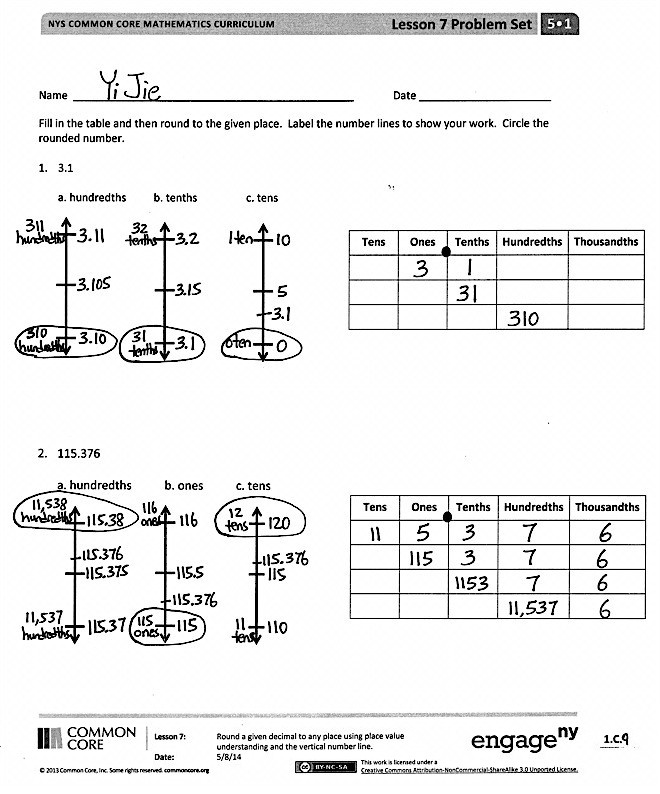 NYS COMMON CORE MATHEMATICS CURRICULUM Lesson 7 Problem Set 5•1
Name Yi Jie Date
Fill in the table and then round to the given place. Label the number lines to show your work. Circle the
rounded number.
1. 3.1
a. hundredths b. tenths c. tens
311 hundredths 3.11 32 tenths 3.2 1 ten 10
3.105 3.15 5
3.1
310 hundredths 3.10 31 tenths 3.1 0 ten 0
Tens Ones Tenths Hundredths Thousandths
3 1
31
310
2. 115.376
a. hundredths b. ones c. tens
11,538 hundredths 115.38 116 ones 116 12 tens 120
115.376 115.376
115.375 115.5 115
115.376
11,537 hundredths 115.37 115 ones 115 11 tens 110
Tens Ones Tenths Hundredths Thousandths
11 5 3 7 6
115 3 7 6
1153 7 6
11,537 6
COMMON
CORE
Lesson 7: Round a given decimal to any place using place value
understanding and the vertical number line.
Date: 5/8/14
engage ny
1.C.9
© 2013 Common Core, Inc. Some rights reserved. commoncore.org
cc BY-NC-SA
This work is licensed under a
Creative Commons Attribution-NonCommercial-ShareAlike 3.0 Unported License.